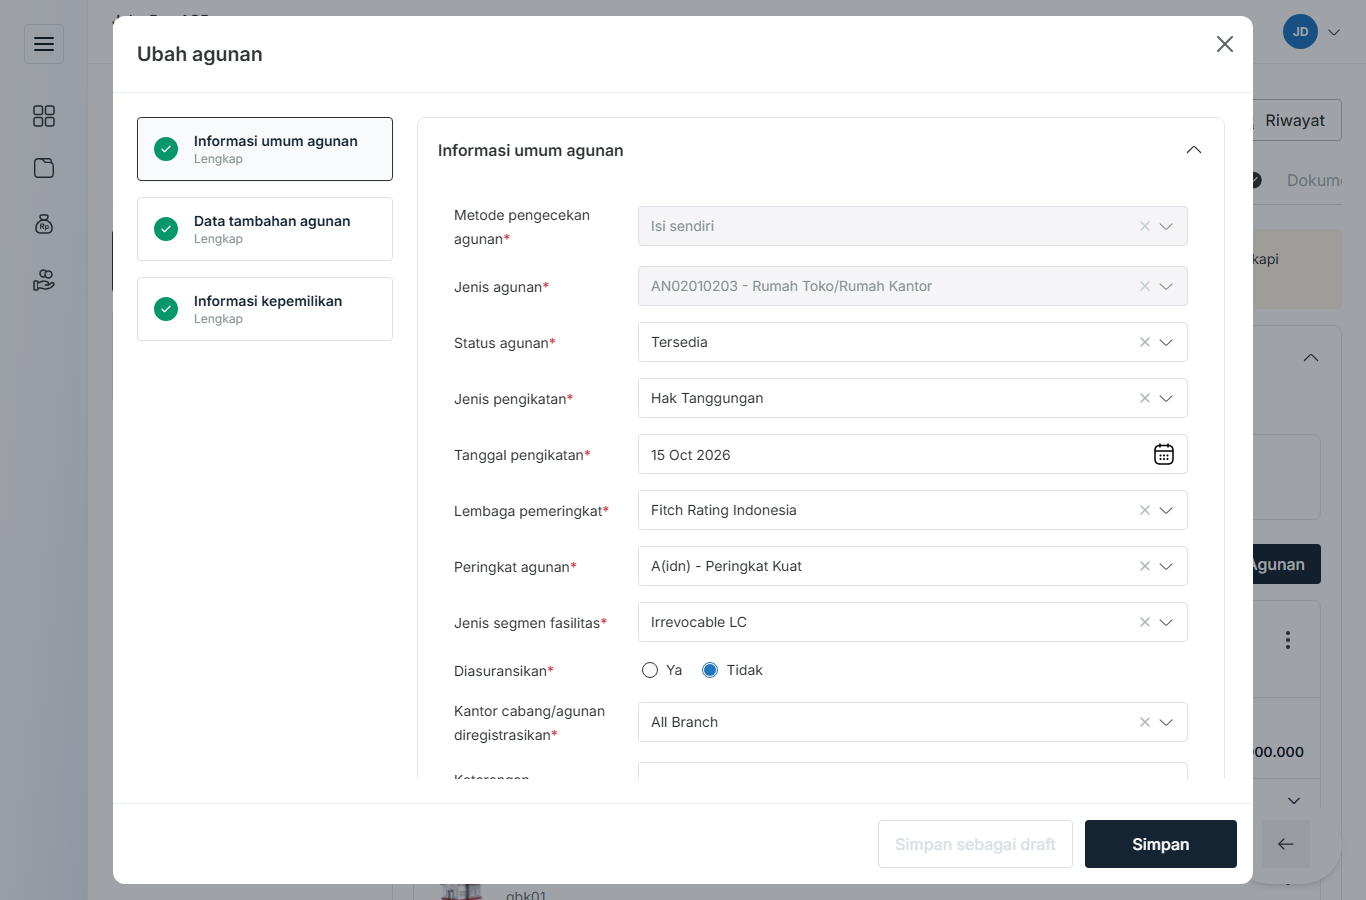 Ubah agunan
JD
Riwayat
Informasi umum agunan
Lengkap
Data tambahan agunan
Lengkap
Informasi kepemilikan
Lengkap
Informasi umum agunan
Metode pengecekan
agunan*
Isi sendiri
Jenis agunan*
AN02010203 - Rumah Toko/Rumah Kantor
Status agunan*
Tersedia
Jenis pengikatan*
Hak Tanggungan
Tanggal pengikatan*
15 Oct 2026
Lembaga pemeringkat*
Fitch Rating Indonesia
Peringkat agunan*
A(idn) - Peringkat Kuat
Jenis segmen fasilitas*
Irrevocable LC
Diasuransikan*
Ya
Tidak
Kantor cabang/agunan
diregistrasikan*
All Branch
Keterangan
Simpan sebagai draft
Simpan
Dokum
kapi
Agunan
00.000
Rp
gbk01